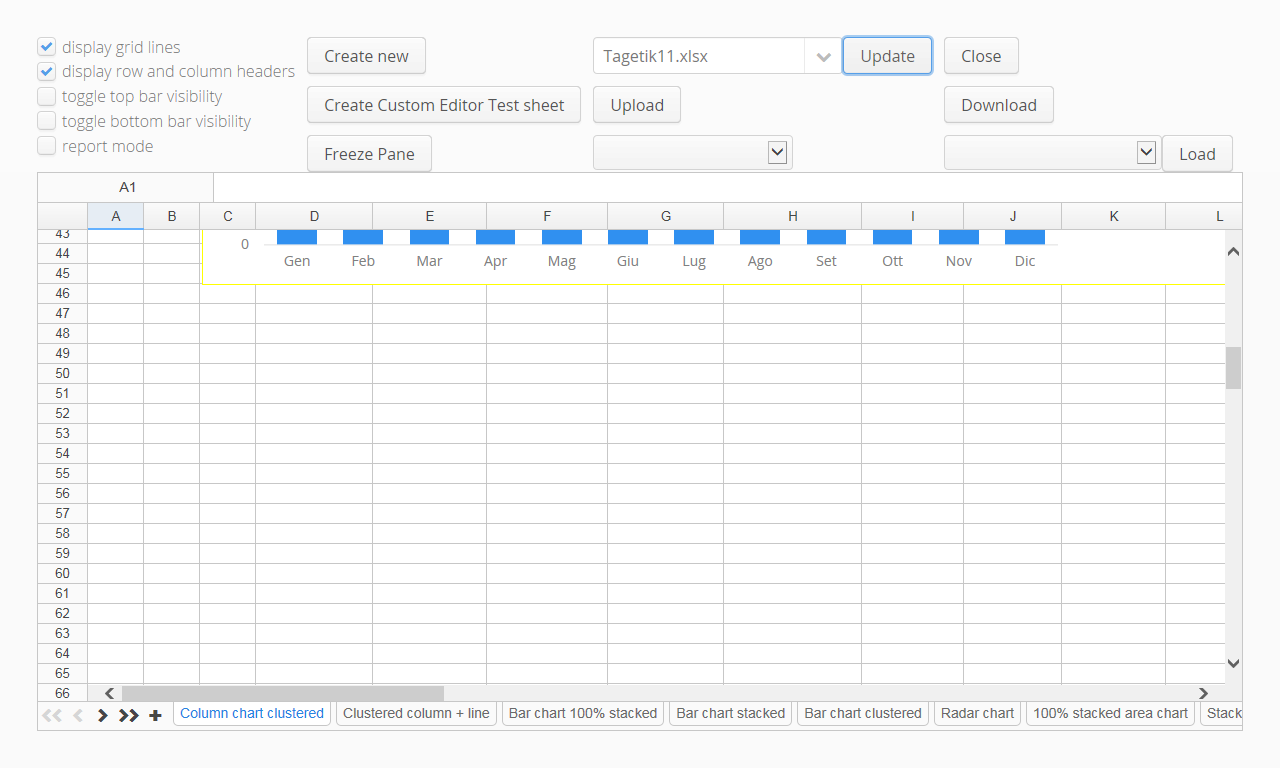 display grid lines
display row and column headers
toggle top bar visibility
toggle bottom bar visibility
report mode
Create new
Tagetik11.xlsx
Update
Close
Create Custom Editor Test sheet
Upload
Download
Freeze Pane
Load
A1
A B C D E F G H I J K L
43
44
45
46
47
48
49
50
51
52
53
54
55
56
57
58
59
60
61
62
63
64
65
66
0
Gen Feb Mar Apr Mag Giu Lug Ago Set Ott Nov Dic
Column chart clustered
Clustered column + line
Bar chart 100% stacked
Bar chart stacked
Bar chart clustered
Radar chart
100% stacked area chart
Stack